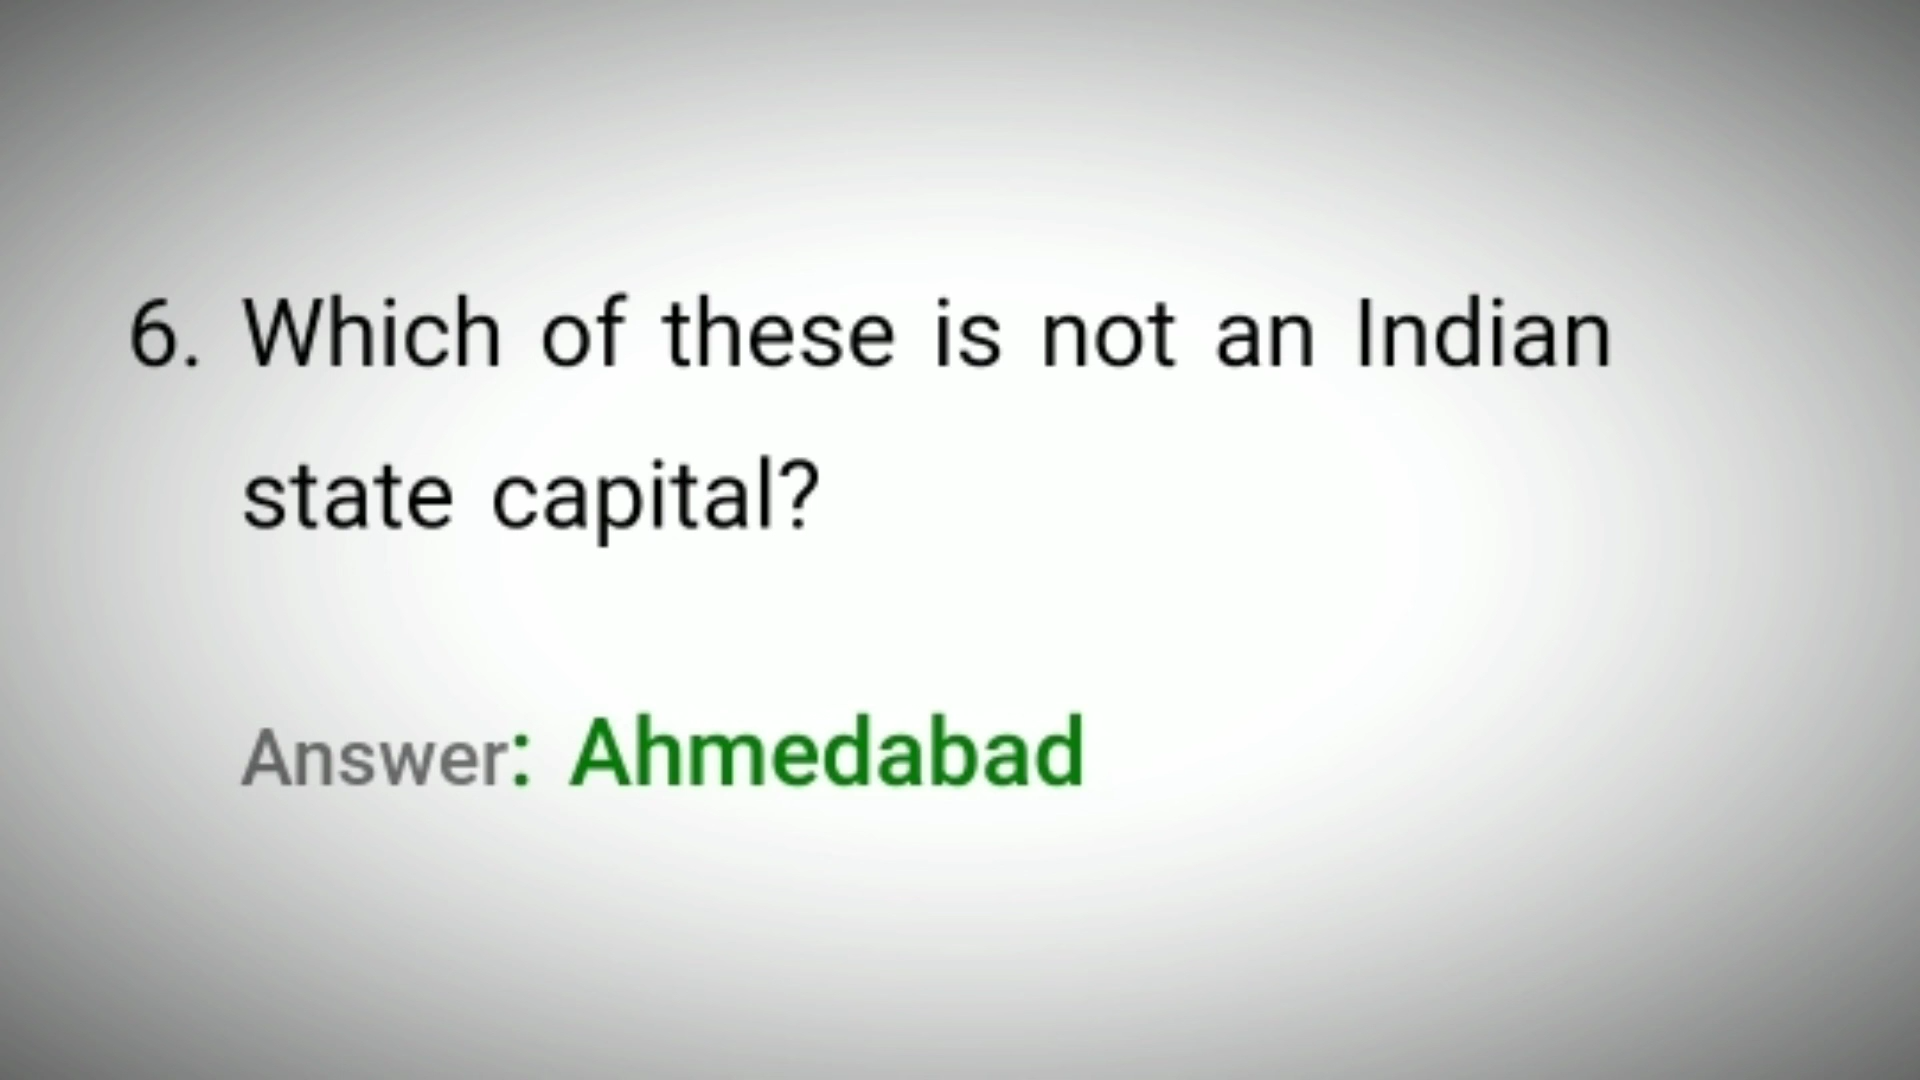 6. Which of these is not an Indian
state capital?
Answer: Ahmedabad